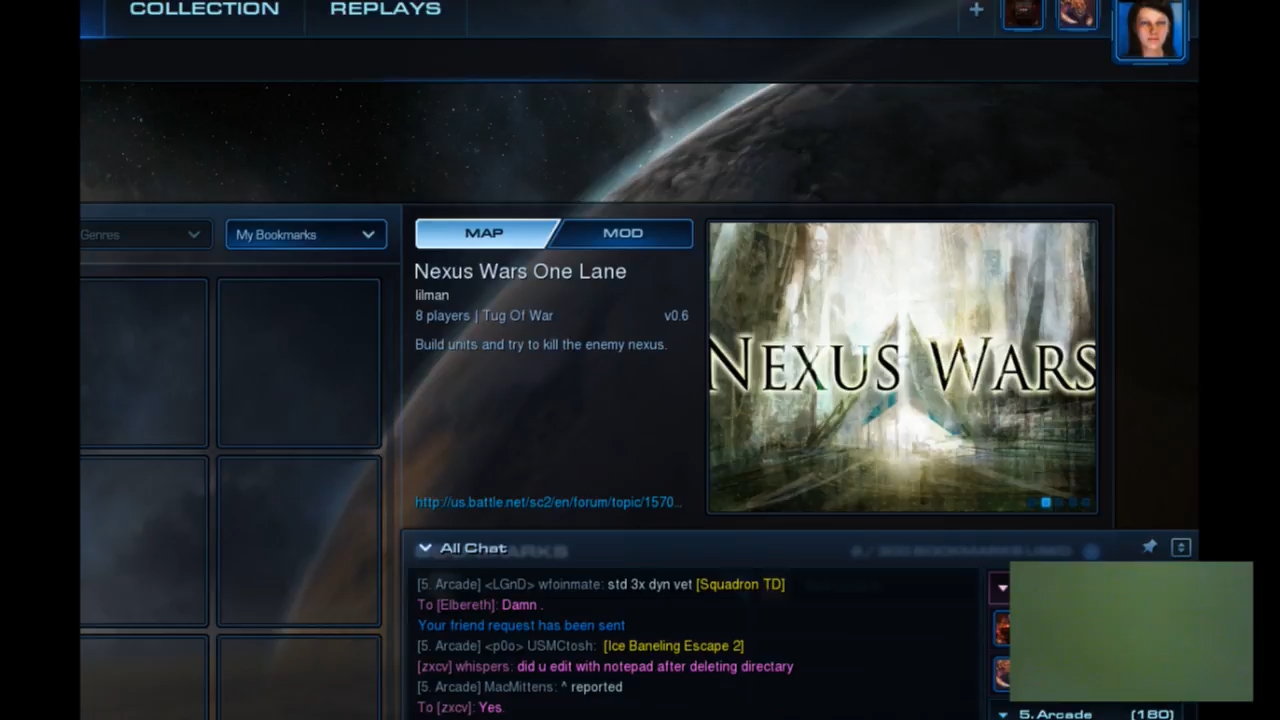 COLLECTION
REPLAYS
+
Genres
My Bookmarks
MAP
MOD
Nexus Wars One Lane
lilman
8 players | Tug Of War
v0.6
Build units and try to kill the enemy nexus.
http://us.battle.net/sc2/en/forum/topic/1570...
NEXUS WARS
All Chat
[5. Arcade] <LGnD> wfoinmate: std 3x dyn vet [Squadron TD]
To [Elbereth]: Damn .
Your friend request has been sent
[5. Arcade] <p0o> USMCtosh: [Ice Baneling Escape 2]
[zxcv] whispers: did u edit with notepad after deleting directary
[5. Arcade] MacMittens: ^ reported
To [zxcv]: Yes.
5. Arcade (180)